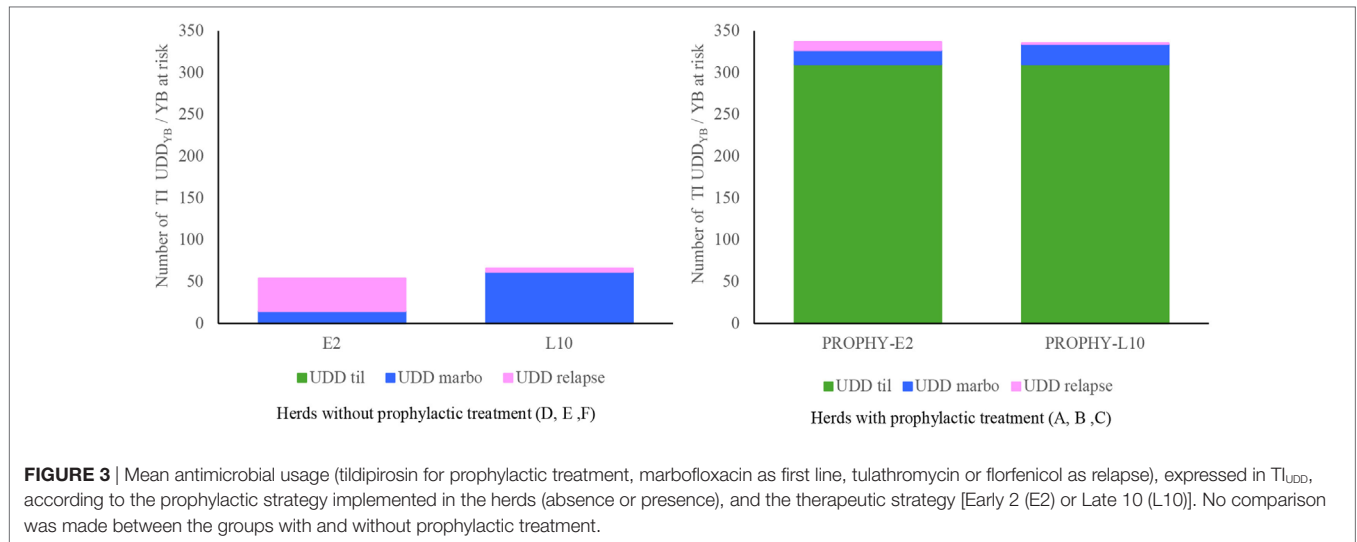 350
300
250
200
150
100
50
0
Number of TI UDD_YB / YB at risk
E2 L10
UDD til UDD marbo UDD relapse
Herds without prophylactic treatment (D, E ,F)
350
300
250
200
150
100
50
0
Number of TI UDD_YB / YB at risk
PROPHY-E2 PROPHY-L10
UDD til UDD marbo UDD relapse
Herds with prophylactic treatment (A, B ,C)
FIGURE 3 | Mean antimicrobial usage (tildipirosin for prophylactic treatment, marbofloxacin as first line, tulathromycin or florfenicol as relapse), expressed in TI_UDD,
according to the prophylactic strategy implemented in the herds (absence or presence), and the therapeutic strategy [Early 2 (E2) or Late 10 (L10)]. No comparison
was made between the groups with and without prophylactic treatment.